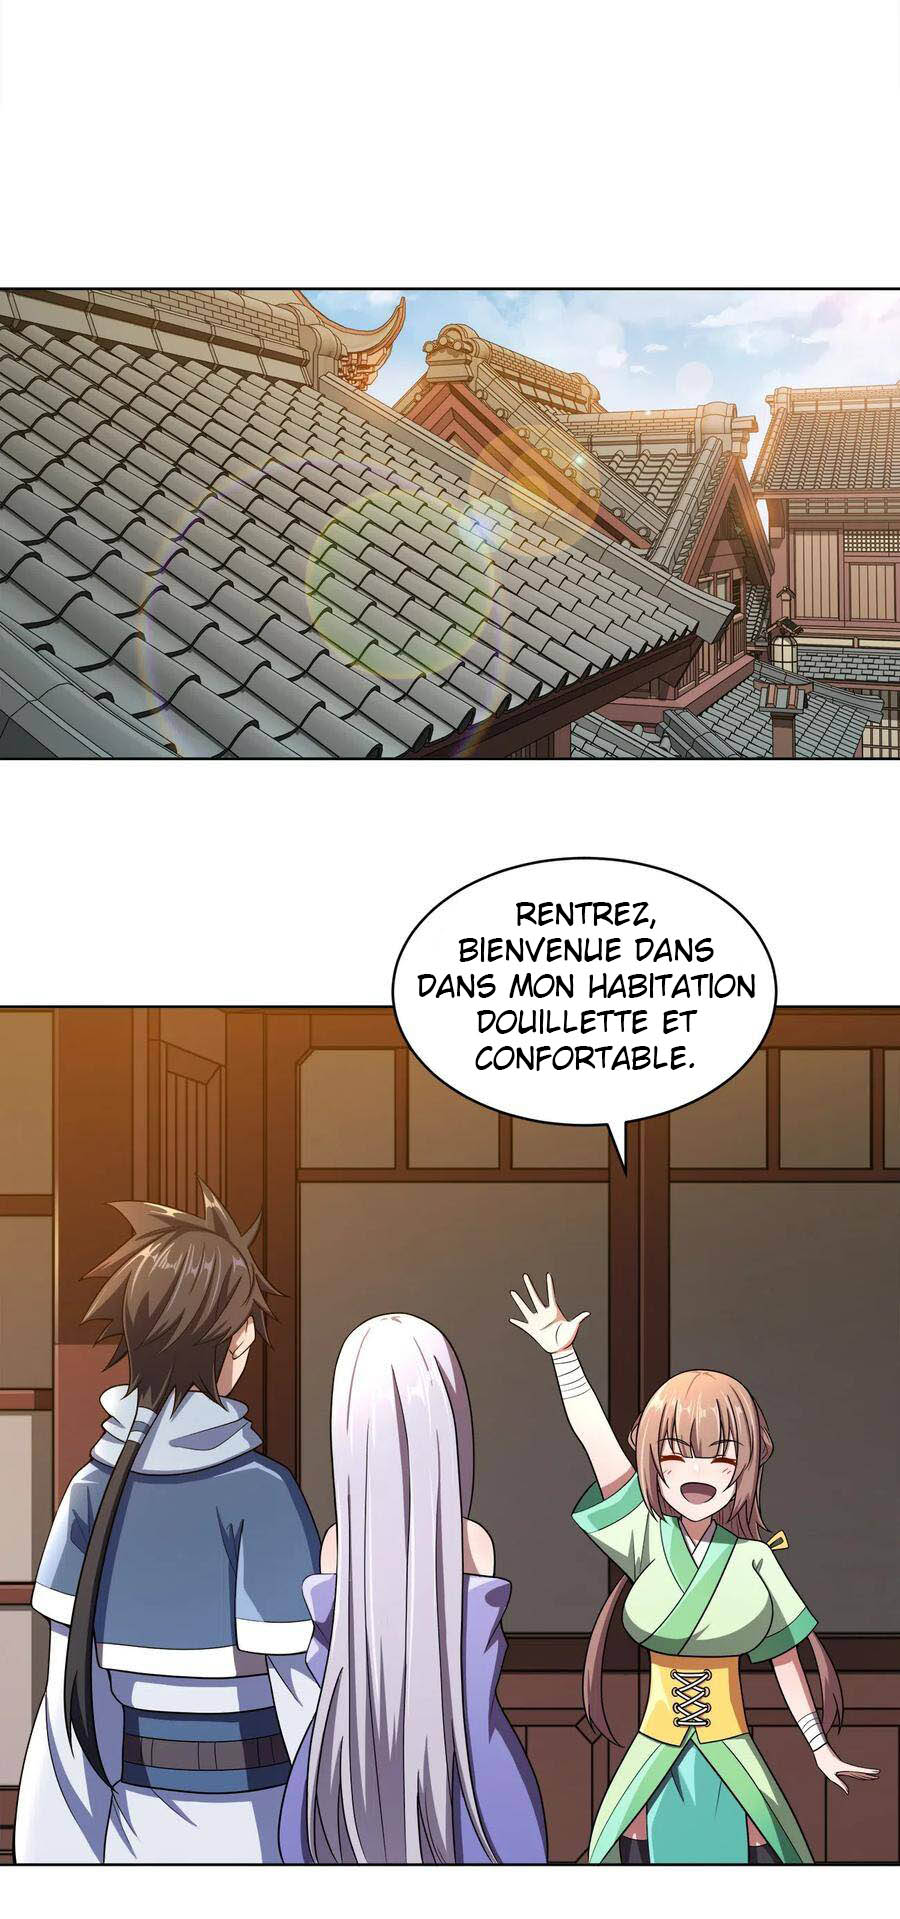 RENTREZ,
BIENVENUE DANS
DANS MON HABITATION
DOUILLETTE ET
CONFORTABLE.